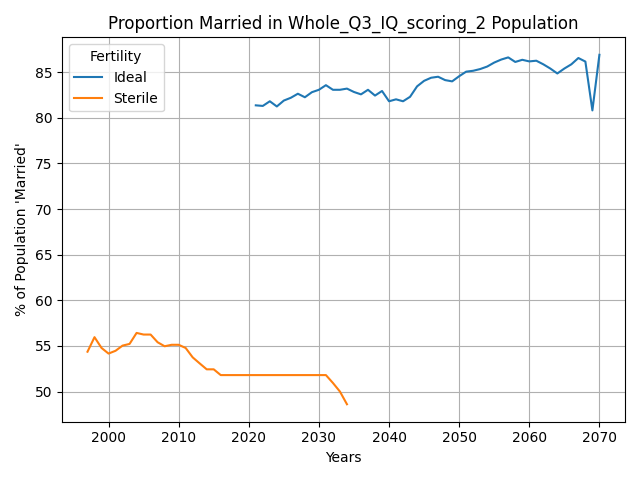 Proportion Married in Whole_Q3_IQ_scoring_2 Population
Fertility
Ideal
Sterile
% of Population 'Married'
85
80
75
70
65
60
55
50
2000 2010 2020 2030 2040 2050 2060 2070
Years